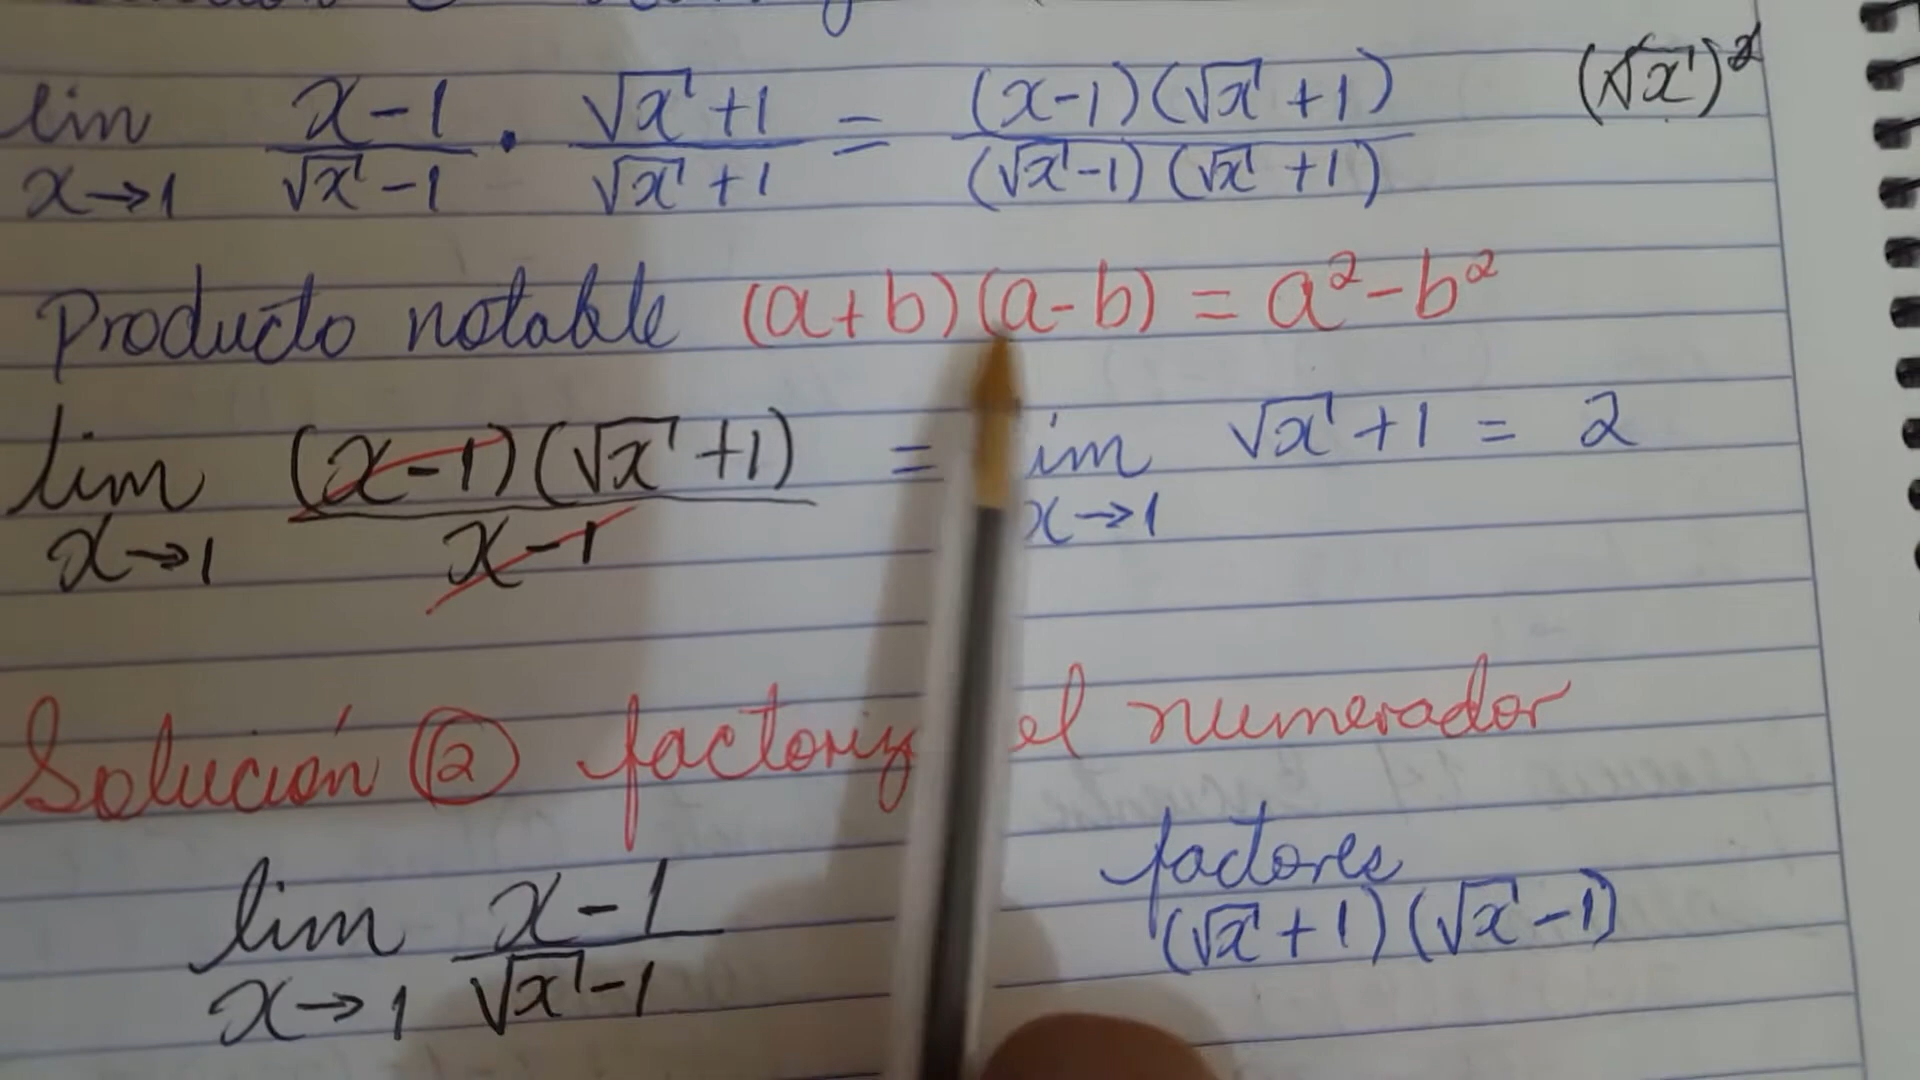 lim x→1 (x-1)/(√x -1) · (√x +1)/(√x +1) = ((x-1)(√x +1))/((√x -1)(√x +1)) (√x)²
Producto notable (a+b)(a-b) = a²-b²
lim x→1 ((x-1)(√x +1))/(x-1) = im x→1 √x +1 = 2
Solución ② factoriz el numerador
factores
lim x→1 (x-1)/(√x -1) (√x +1)(√x -1)